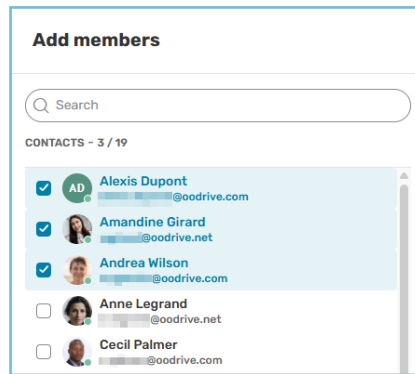 Add members
Search
CONTACTS - 3 / 19
AD
Alexis Dupont
@oodrive.com
Amandine Girard
@oodrive.net
Andrea Wilson
@oodrive.com
Anne Legrand
@oodrive.net
Cecil Palmer
@oodrive.com